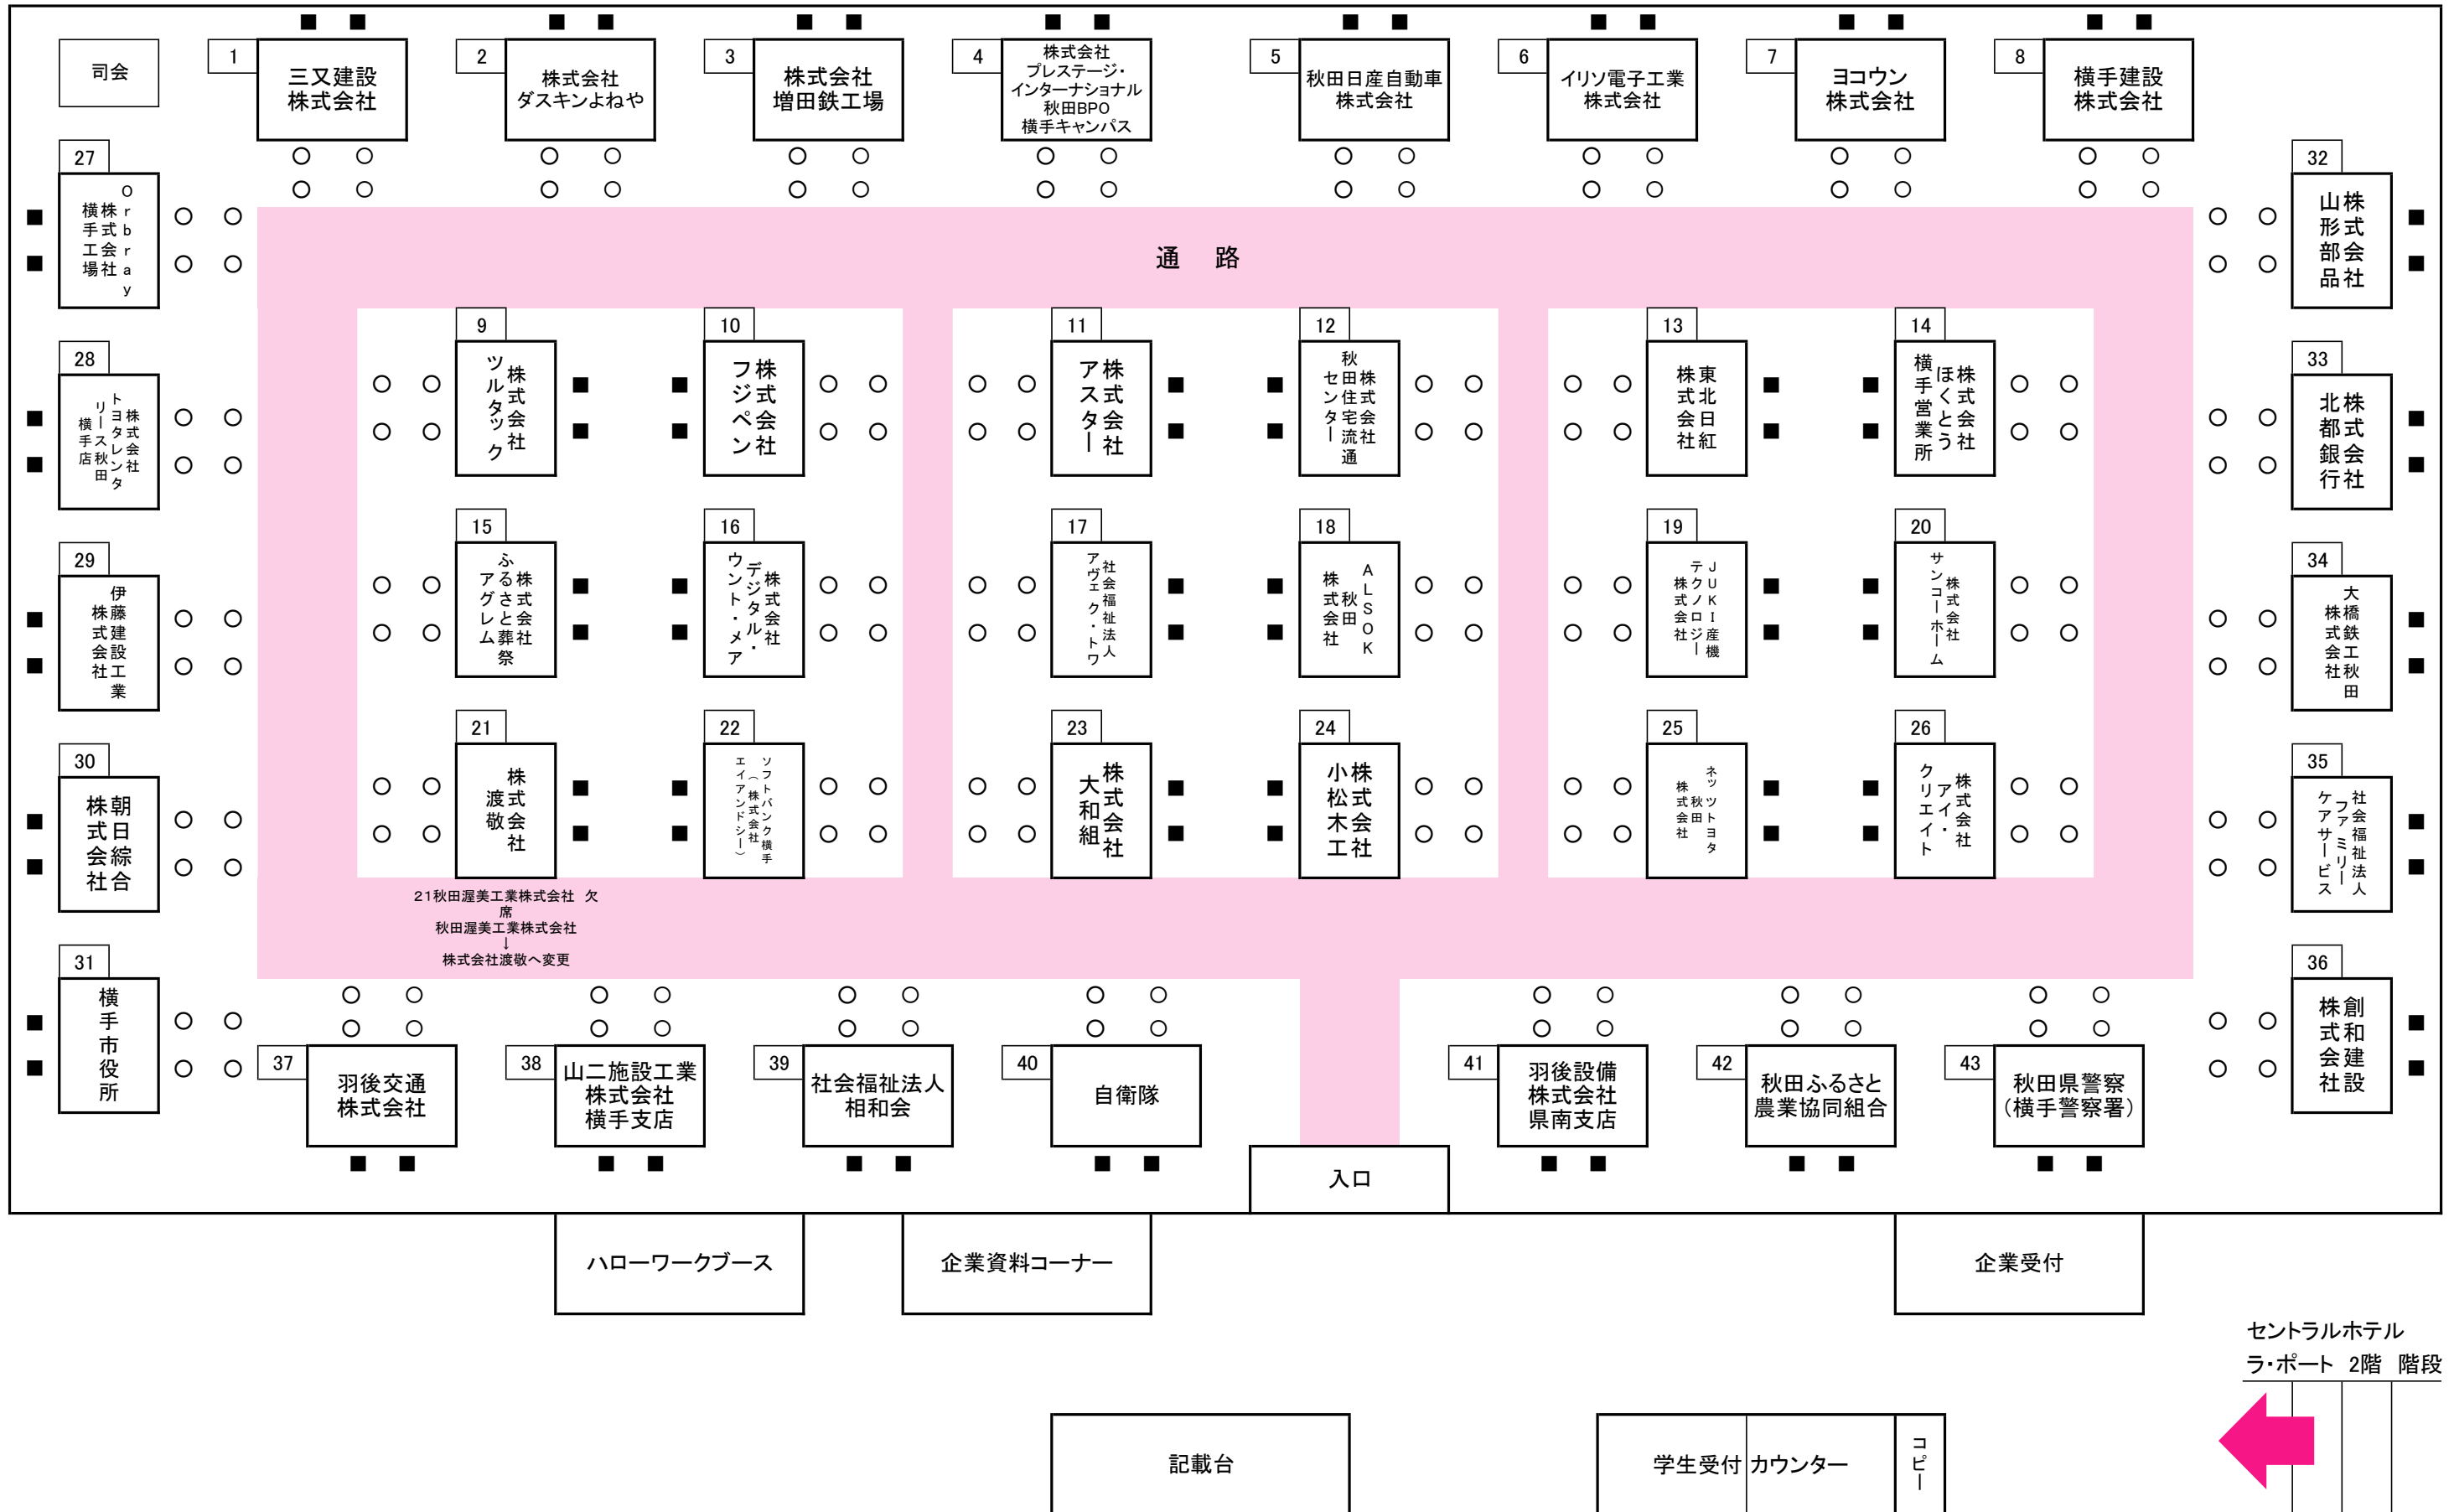 司会
1
三又建設
株式会社
2
株式会社
ダスキンよねや
3
株式会社
増田鉄工場
4
株式会社
プレステージ・
インターナショナル
秋田BPO
横手キャンパス
5
秋田日産自動車
株式会社
6
イリソ電子工業
株式会社
7
ヨコウン
株式会社
8
横手建設
株式会社
27
Orbray
株式会社
横手工場
32
株式会社
山形部品
通　路
9
株式会社
ツルタック
10
株式会社
フジペン
11
株式会社
アスター
12
株式会社
秋田住宅流通
センター
13
東北日紅
株式会社
14
株式会社
ほくとう
横手営業所
28
株式会社
トヨタレンタ
リース秋田
横手店
33
株式会社
北都銀行
15
株式会社
ふるさと葬祭
アグレム
16
株式会社
デジタル・
ウント・メア
17
社会福祉法人
アヴェク・トワ
18
ALSOK
秋田
株式会社
19
JUKI産機
テクノロジー
株式会社
20
株式会社
サンコーホーム
29
伊藤建設工業
株式会社
34
大橋鉄工秋田
株式会社
21
株式会社
渡敬
22
ソフトバンク横手
（株式会社
エイアンドシー）
23
株式会社
大和組
24
株式会社
小松木工
25
ネッツトヨタ
秋田
株式会社
26
株式会社
アイ・
クリエイト
30
朝日綜合
株式会社
35
社会福祉法人
ファミリー
ケアサービス
21秋田渥美工業株式会社　欠
席
秋田渥美工業株式会社
↓
株式会社渡敬へ変更
31
横手市役所
36
創和建設
株式会社
37
羽後交通
株式会社
38
山二施設工業
株式会社
横手支店
39
社会福祉法人
相和会
40
自衛隊
41
羽後設備
株式会社
県南支店
42
秋田ふるさと
農業協同組合
43
秋田県警察
（横手警察署）
入口
ハローワークブース
企業資料コーナー
企業受付
セントラルホテル
ラ・ポート　2階　階段
記載台
学生受付カウンター
コピー